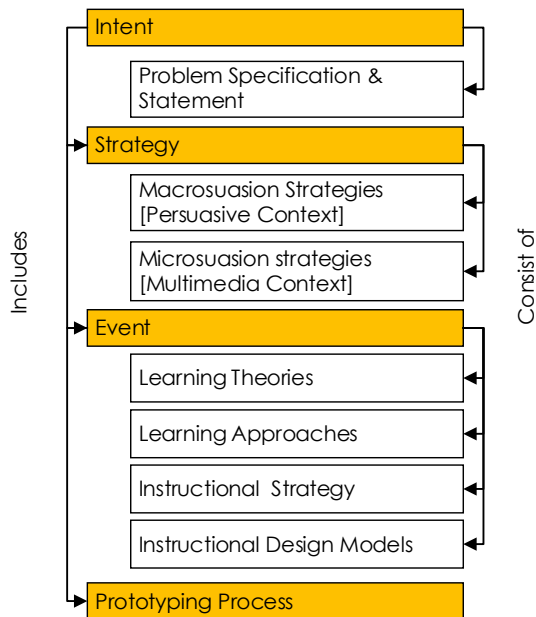 Intent
Problem Specification &
Statement
Strategy
Macrosuasion Strategies
[Persuasive Context]
Microsuasion strategies
[Multimedia Context]
Includes
Consist of
Event
Learning Theories
Learning Approaches
Instructional Strategy
Instructional Design Models
Prototyping Process